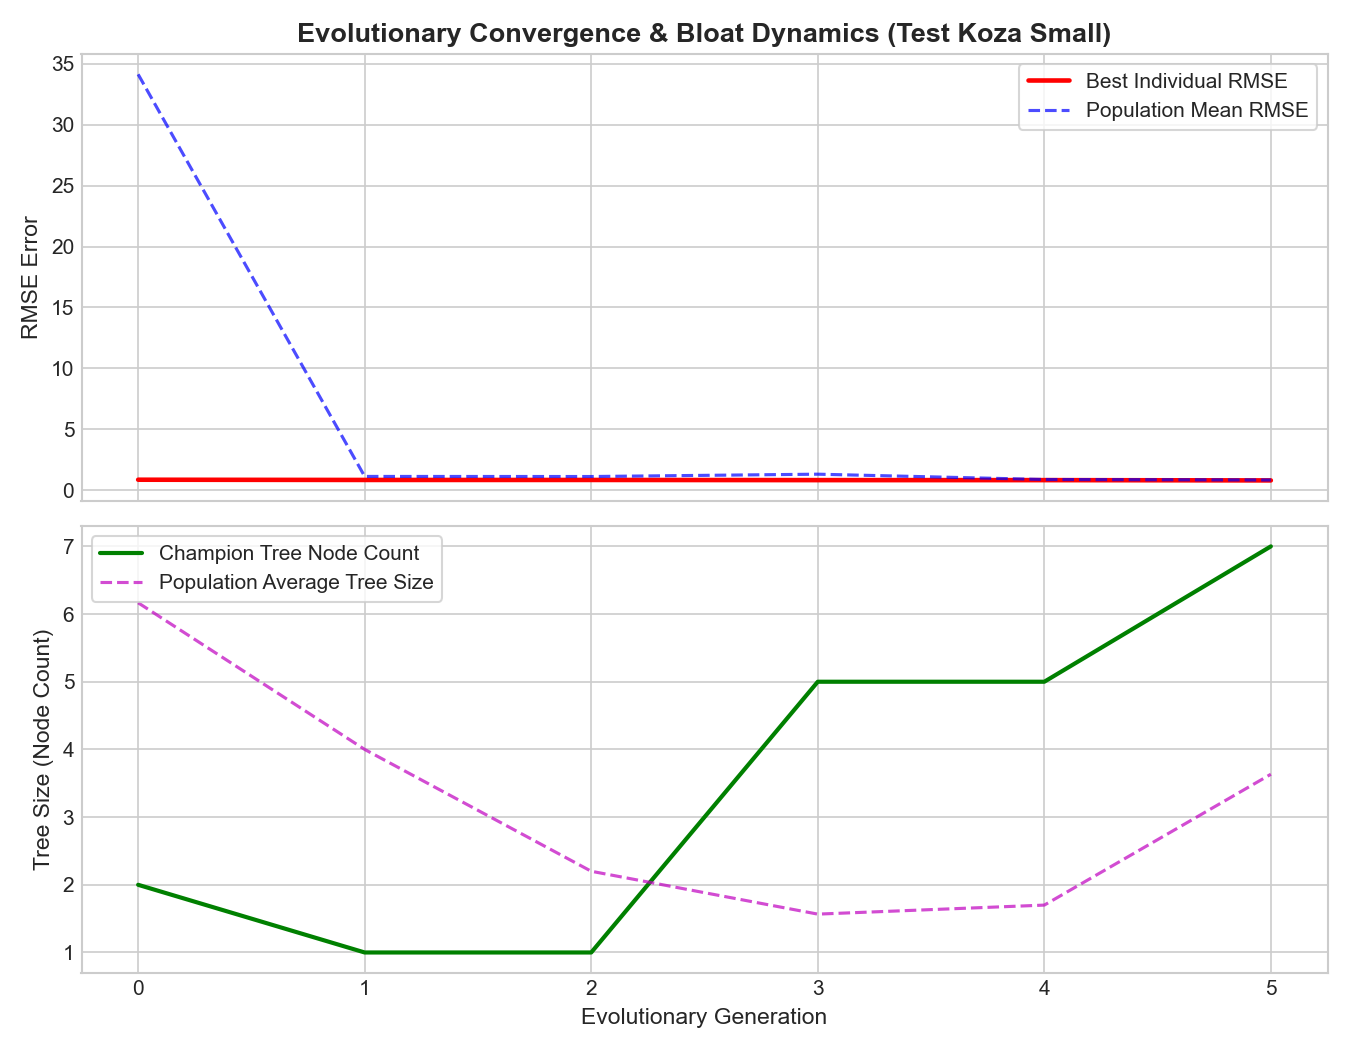 Evolutionary Convergence & Bloat Dynamics (Test Koza Small)
35
30
25
20
15
10
5
0
RMSE Error
Best Individual RMSE
Population Mean RMSE
7
6
5
4
3
2
1
Tree Size (Node Count)
Champion Tree Node Count
Population Average Tree Size
0 1 2 3 4 5
Evolutionary Generation